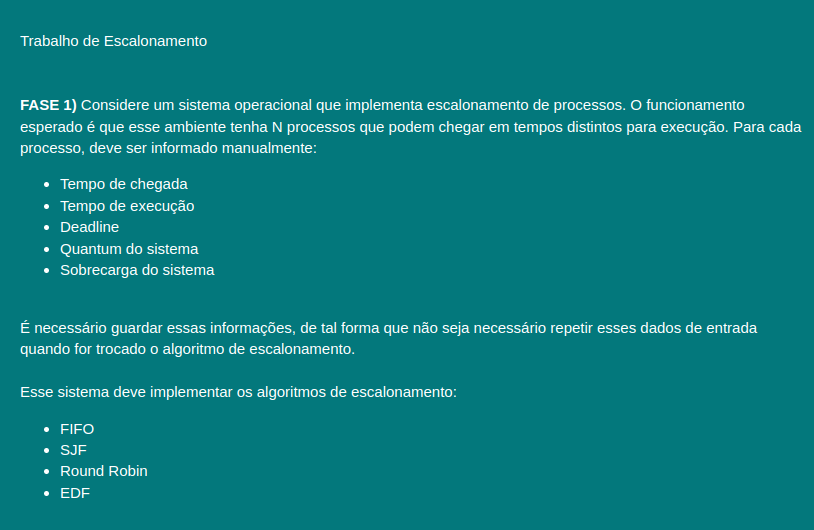 Trabalho de Escalonamento
FASE 1) Considere um sistema operacional que implementa escalonamento de processos. O funcionamento
esperado é que esse ambiente tenha N processos que podem chegar em tempos distintos para execução. Para cada
processo, deve ser informado manualmente:
• Tempo de chegada
• Tempo de execução
• Deadline
• Quantum do sistema
• Sobrecarga do sistema
É necessário guardar essas informações, de tal forma que não seja necessário repetir esses dados de entrada
quando for trocado o algoritmo de escalonamento.
Esse sistema deve implementar os algoritmos de escalonamento:
• FIFO
• SJF
• Round Robin
• EDF